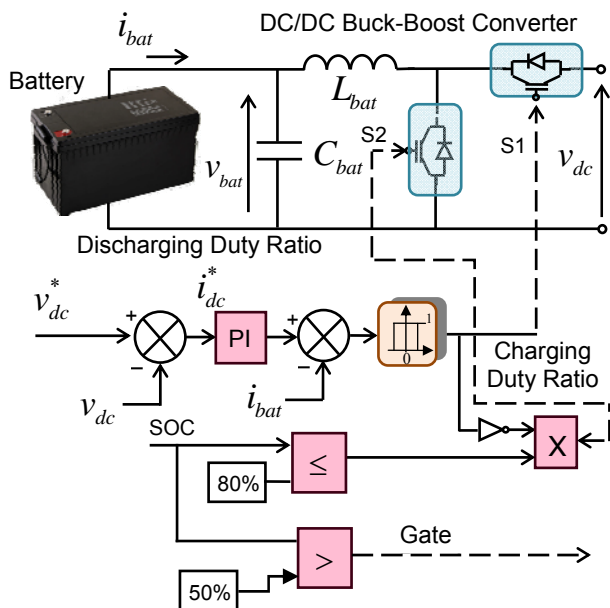 DC/DC Buck-Boost Converter
i_bat
Battery
L_bat
S1
S2
v_bat
C_bat
v_dc
Discharging Duty Ratio
v*_dc
i*_dc
+
−
PI
+
−
1
0
Charging
Duty Ratio
v_dc
i_bat
SOC
X
80%
≤
Gate
>
50%